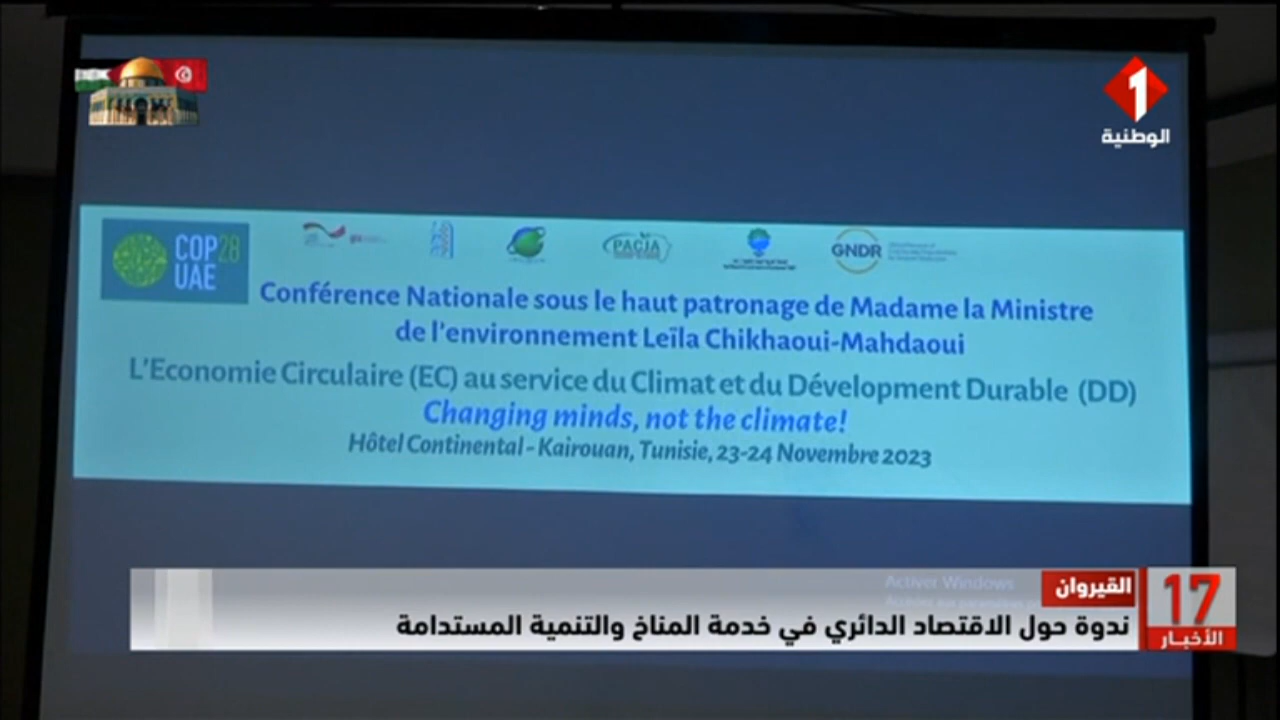 1
الوطنية
COP28
UAE
giz
PACJA
GNDR
Conférence Nationale sous le haut patronage de Madame la Ministre
de l'environnement Leïla Chikhaoui-Mahdaoui
L'Economie Circulaire (EC) au service du Climat et du Dévelopment Durable (DD)
Changing minds, not the climate!
Hôtel Continental - Kairouan, Tunisie, 23-24 Novembre 2023
Activer Windows
القيروان
ندوة حول الاقتصاد الدائري في خدمة المناخ والتنمية المستدامة
17
الأخبار